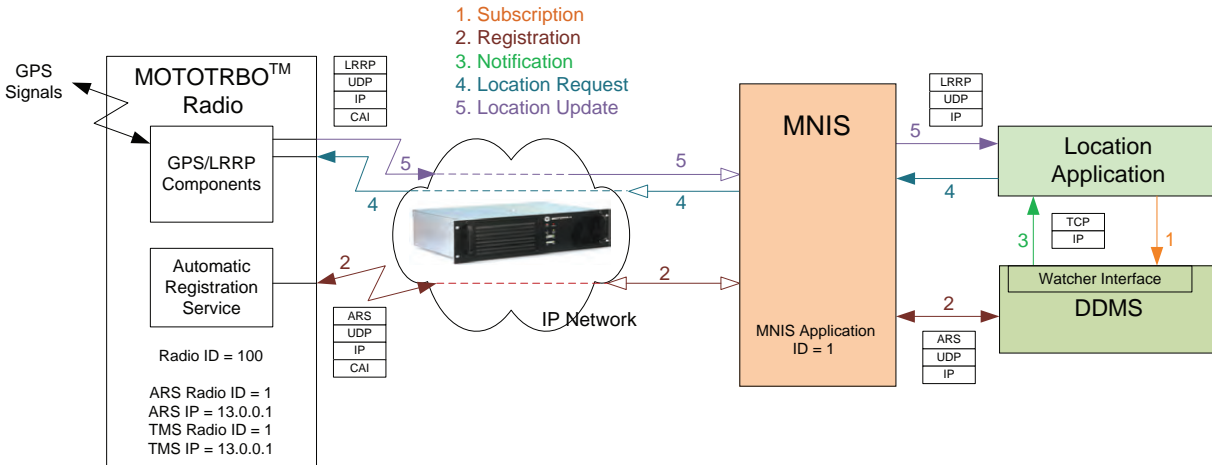 1. Subscription
2. Registration
3. Notification
4. Location Request
5. Location Update
GPS
Signals
MOTOTRBO™
Radio
GPS/LRRP
Components
Automatic
Registration
Service
Radio ID = 100
ARS Radio ID = 1
ARS IP = 13.0.0.1
TMS Radio ID = 1
TMS IP = 13.0.0.1
LRRP
UDP
IP
CAI
5
4
2
ARS
UDP
IP
CAI
5
4
2
IP Network
MNIS
MNIS Application
ID = 1
LRRP
UDP
IP
5
4
Location
Application
3
TCP
IP
1
Watcher Interface
DDMS
2
ARS
UDP
IP